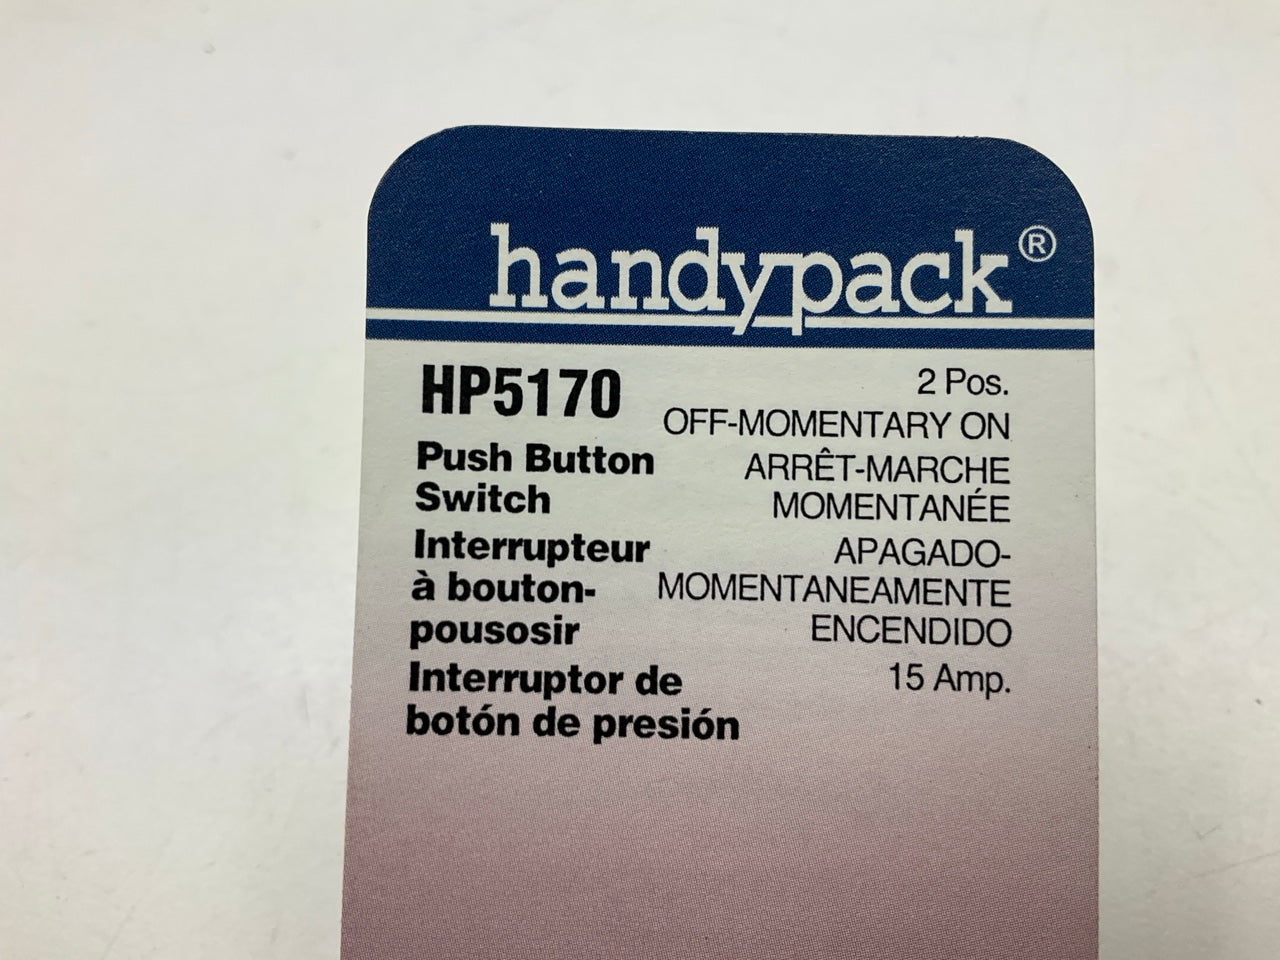 handypack®
HP5170
Push Button
Switch
Interrupteur
à bouton-
pousosir
Interruptor de
botón de presión
2 Pos.
OFF-MOMENTARY ON
ARRÊT-MARCHE
MOMENTANÉE
APAGADO-
MOMENTANEAMENTE
ENCENDIDO
15 Amp.